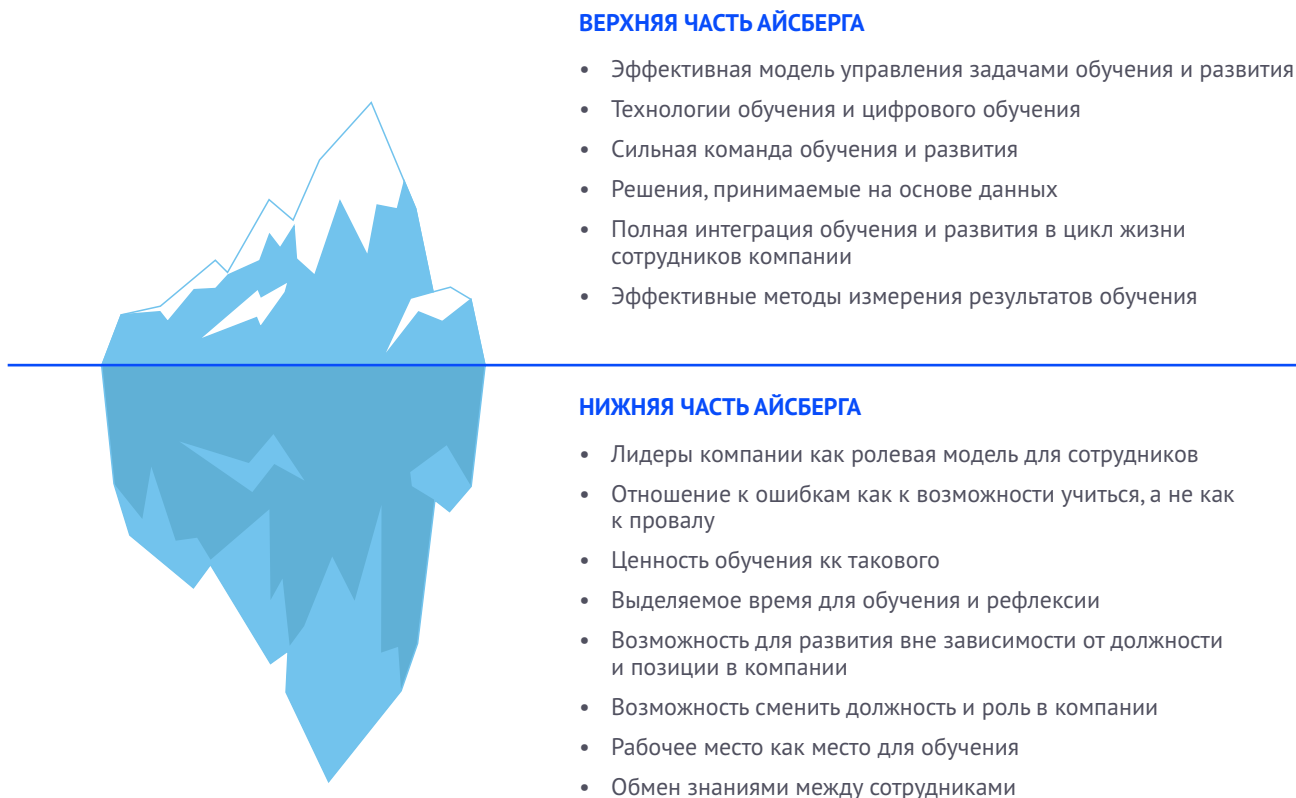 ВЕРХНЯЯ ЧАСТЬ АЙСБЕРГА
• Эффективная модель управления задачами обучения и развития
• Технологии обучения и цифрового обучения
• Сильная команда обучения и развития
• Решения, принимаемые на основе данных
• Полная интеграция обучения и развития в цикл жизни
сотрудников компании
• Эффективные методы измерения результатов обучения
НИЖНЯЯ ЧАСТЬ АЙСБЕРГА
• Лидеры компании как ролевая модель для сотрудников
• Отношение к ошибкам как к возможности учиться, а не как
к провалу
• Ценность обучения кк такового
• Выделяемое время для обучения и рефлексии
• Возможность для развития вне зависимости от должности
и позиции в компании
• Возможность сменить должность и роль в компании
• Рабочее место как место для обучения
• Обмен знаниями между сотрудниками